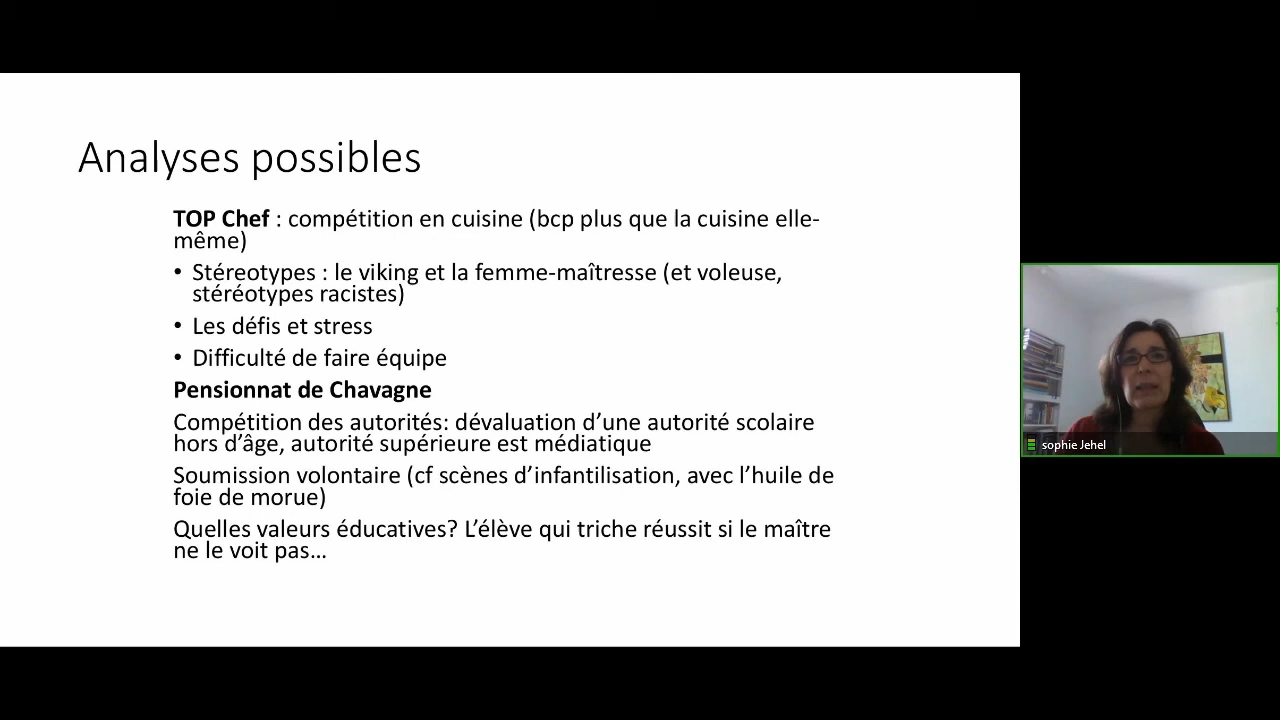 Analyses possibles
TOP Chef : compétition en cuisine (bcp plus que la cuisine elle-
même)
• Stéreotypes : le viking et la femme-maîtresse (et voleuse,
stéréotypes racistes)
• Les défis et stress
• Difficulté de faire équipe
Pensionnat de Chavagne
Compétition des autorités: dévaluation d’une autorité scolaire
hors d’âge, autorité supérieure est médiatique
Soumission volontaire (cf scènes d’infantilisation, avec l’huile de
foie de morue)
Quelles valeurs éducatives? L’élève qui triche réussit si le maître
ne le voit pas…
sophie Jehel